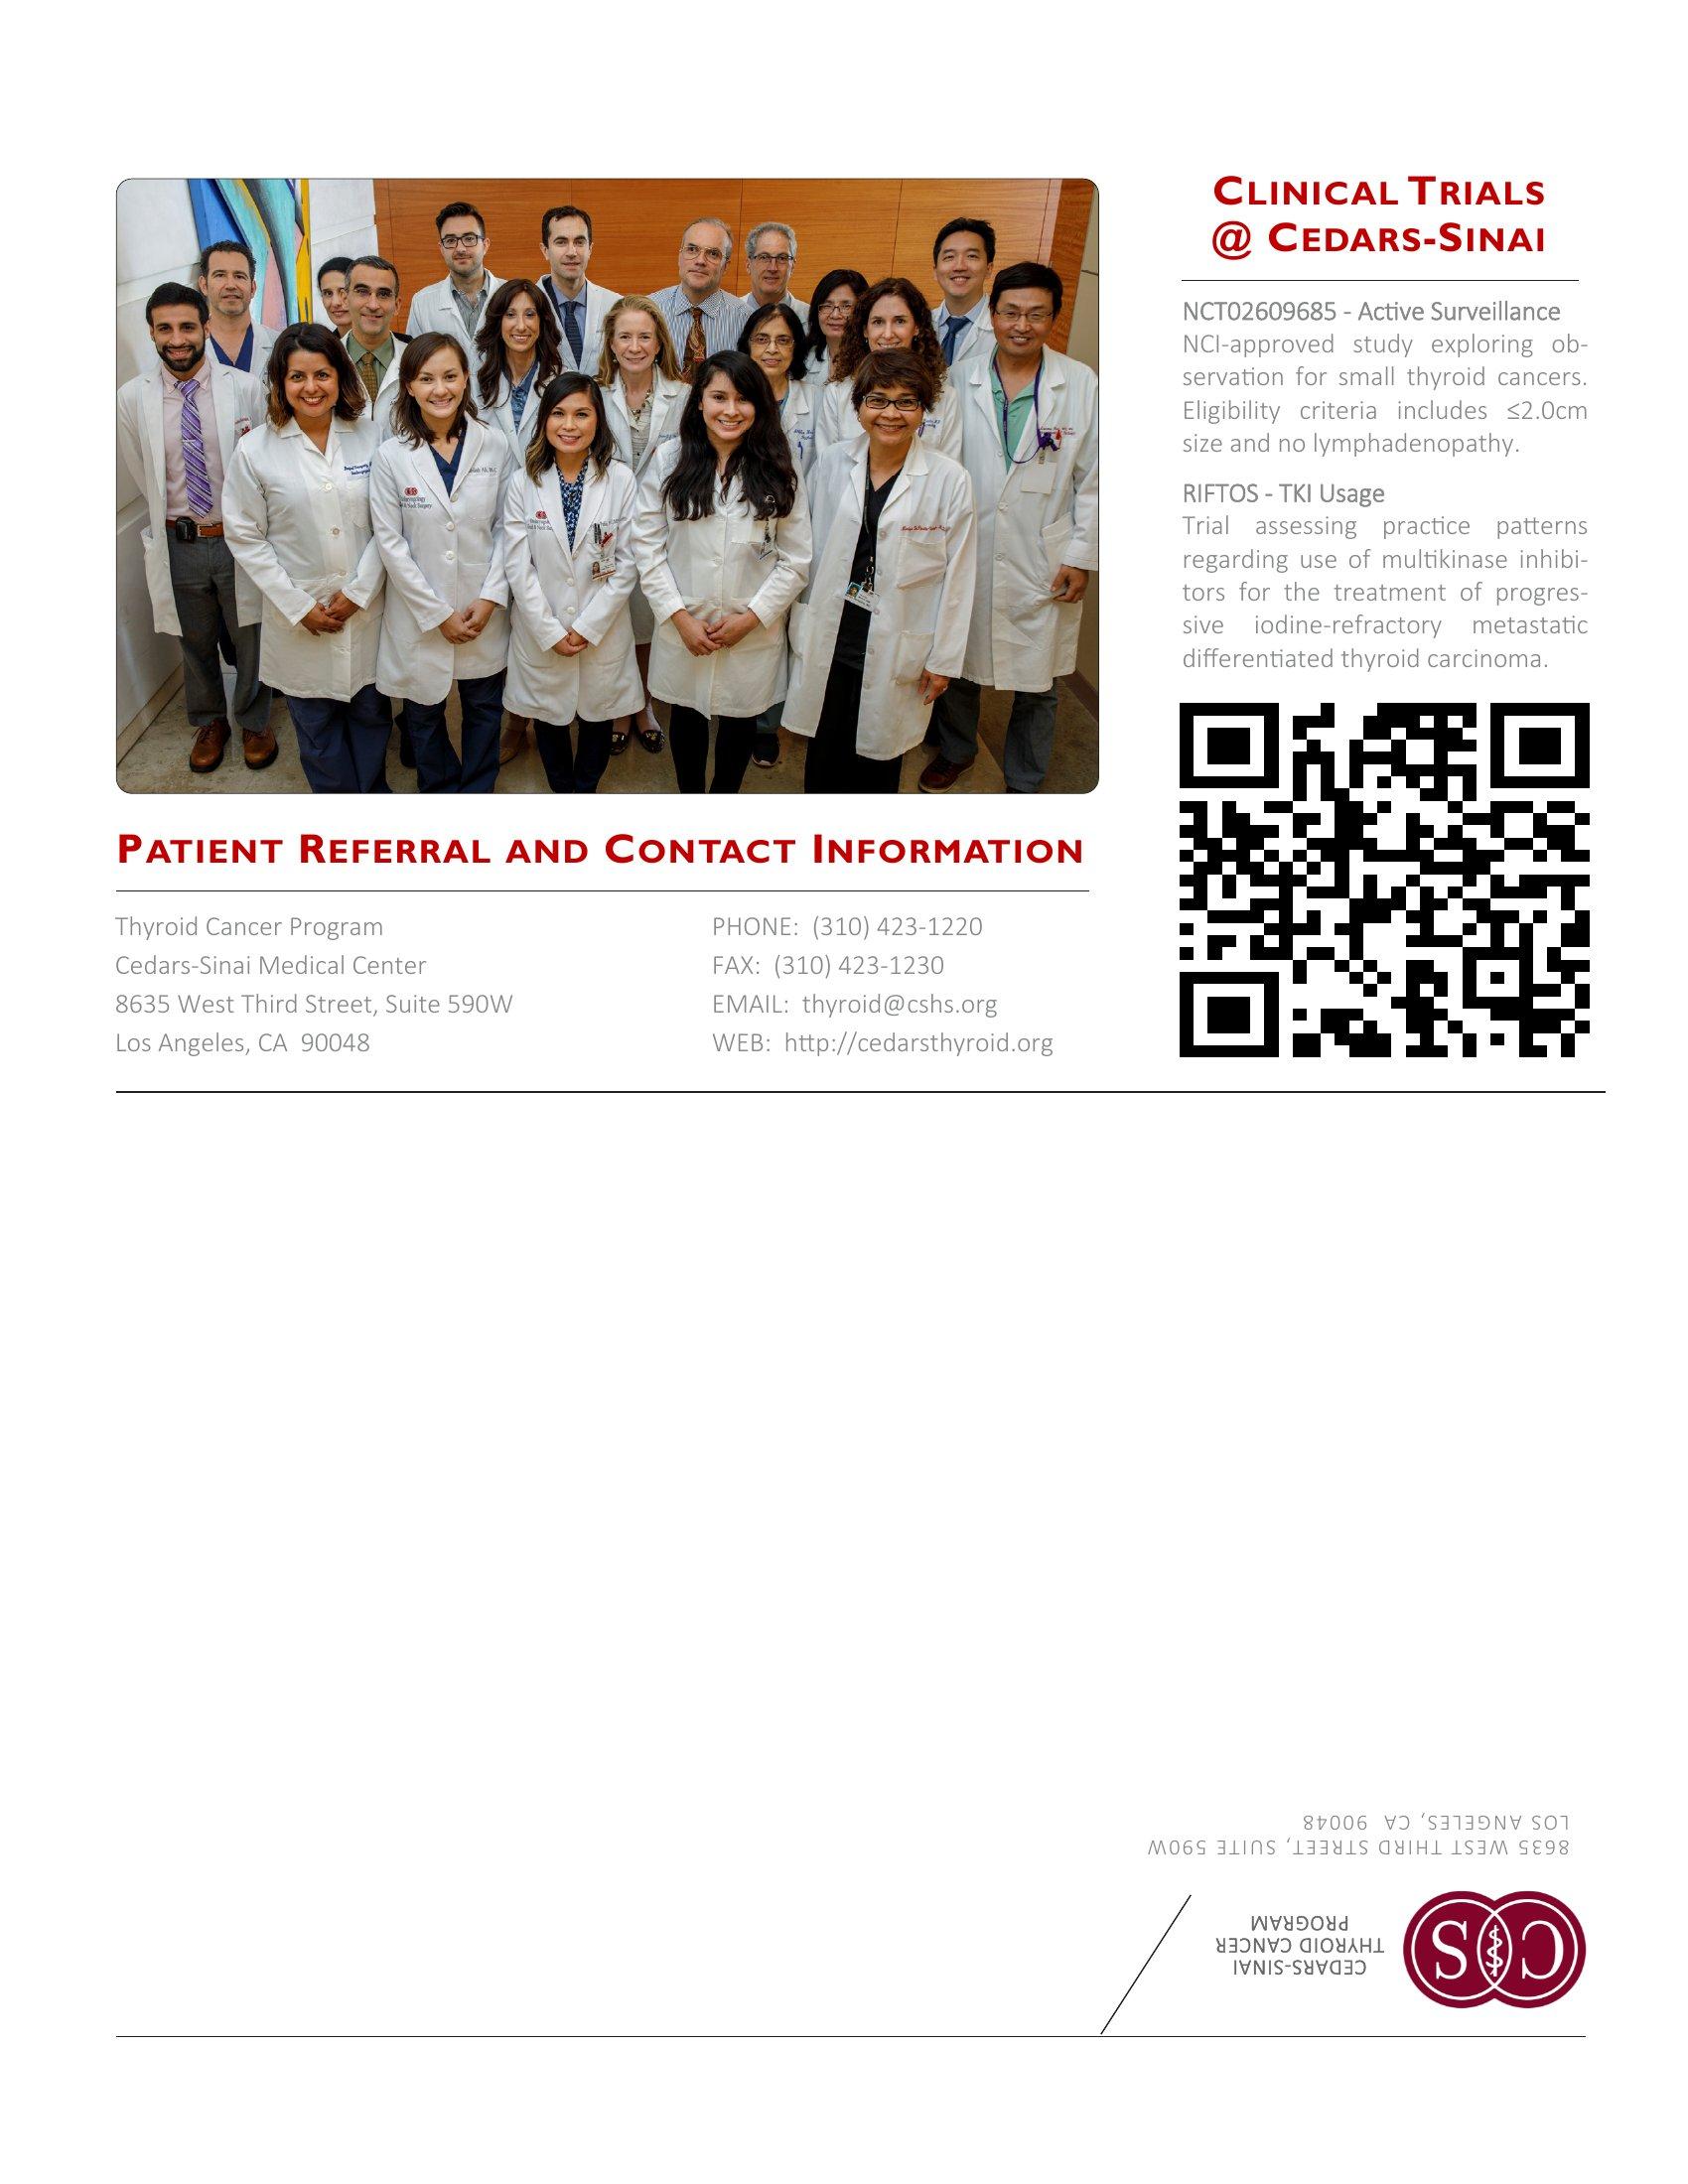 CLINICAL TRIALS
@ CEDARS-SINAI
NCT02609685 - Active Surveillance
NCI-approved study exploring ob-
servation for small thyroid cancers.
Eligibility criteria includes ≤2.0cm
size and no lymphadenopathy.
RIFTOS - TKI Usage
Trial assessing practice patterns
regarding use of multikinase inhibi-
tors for the treatment of progres-
sive iodine-refractory metastatic
differentiated thyroid carcinoma.
PATIENT REFERRAL AND CONTACT INFORMATION
Thyroid Cancer Program
Cedars-Sinai Medical Center
8635 West Third Street, Suite 590W
Los Angeles, CA  90048
PHONE:  (310) 423-1220
FAX:  (310) 423-1230
EMAIL:  thyroid@cshs.org
WEB:  http://cedarsthyroid.org
CS
CEDARS-SINAI
THYROID CANCER
PROGRAM
8635 WEST THIRD STREET, SUITE 590W
LOS ANGELES, CA  90048